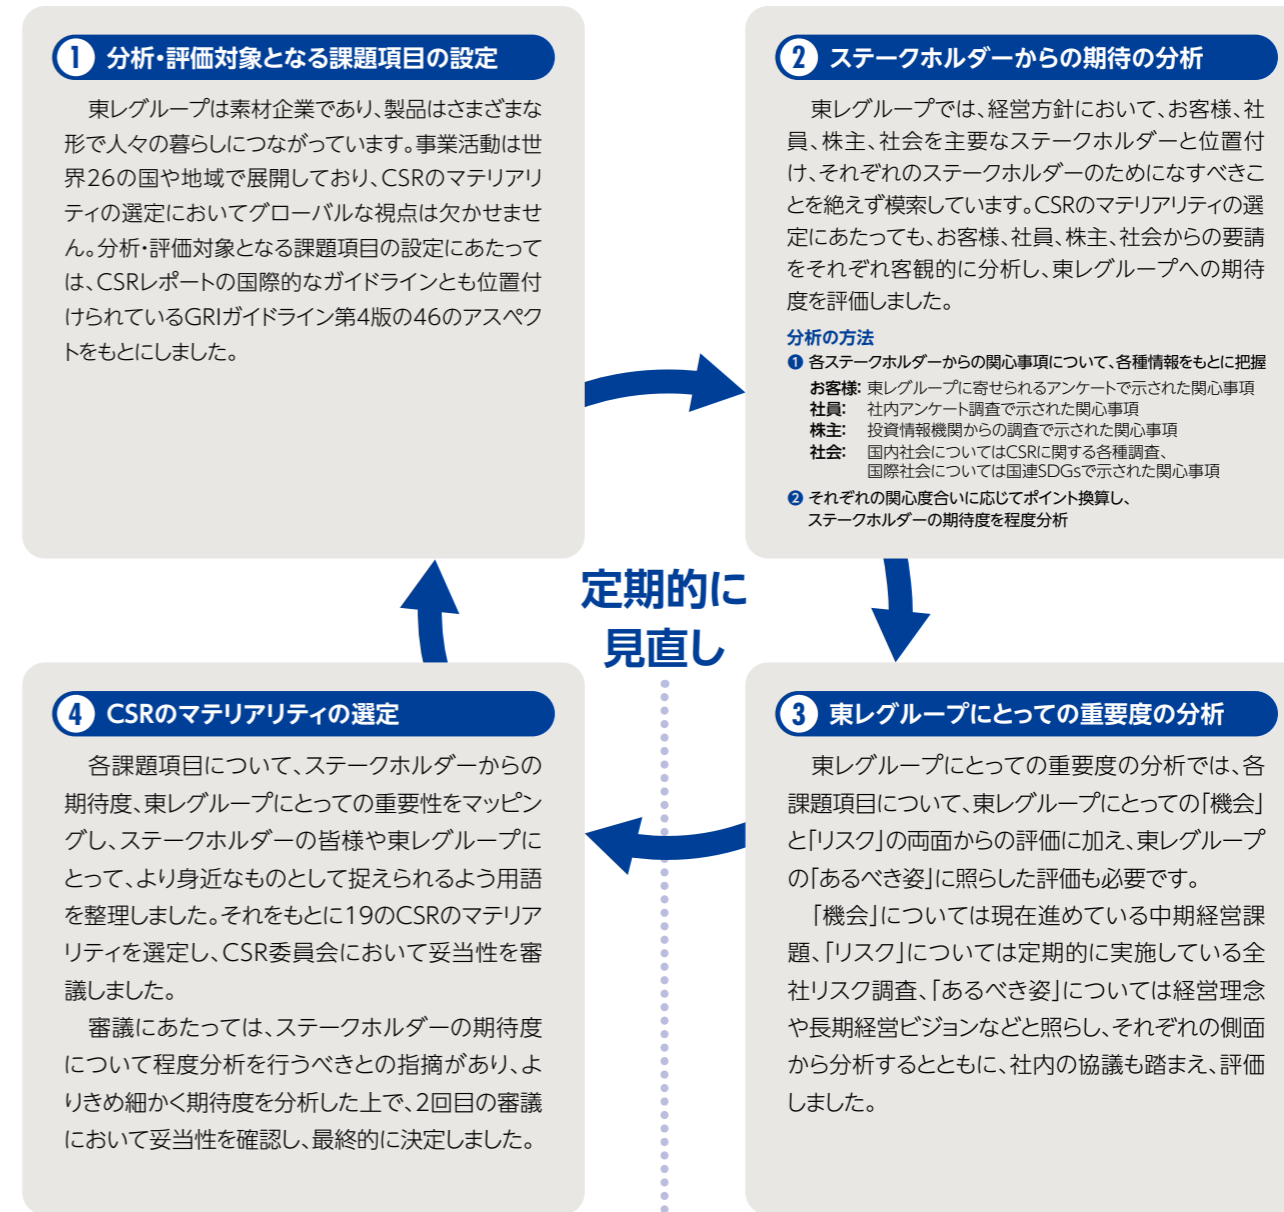 1 分析・評価対象となる課題項目の設定
東レグループは素材企業であり、製品はさまざまな
形で人々の暮らしにつながっています。事業活動は世
界26の国や地域で展開しており、CSRのマテリアリ
ティの選定においてグローバルな視点は欠かせませ
ん。分析・評価対象となる課題項目の設定にあたって
は、CSRレポートの国際的なガイドラインとも位置付
けられているGRIガイドライン第4版の46のアスペク
トをもとにしました。
2 ステークホルダーからの期待の分析
東レグループでは、経営方針において、お客様、社
員、株主、社会を主要なステークホルダーと位置付
け、それぞれのステークホルダーのためになすべきこ
とを絶えず模索しています。CSRのマテリアリティの選
定にあたっても、お客様、社員、株主、社会からの要請
をそれぞれ客観的に分析し、東レグループへの期待
度を評価しました。
分析の方法
❶ 各ステークホルダーからの関心事項について、各種情報をもとに把握
お客様: 東レグループに寄せられるアンケートで示された関心事項
社員: 社内アンケート調査で示された関心事項
株主: 投資情報機関からの調査で示された関心事項
社会: 国内社会についてはCSRに関する各種調査、
国際社会については国連SDGsで示された関心事項
❷ それぞれの関心度合いに応じてポイント換算し、
ステークホルダーの期待度を程度分析
定期的に
見直し
3 東レグループにとっての重要度の分析
東レグループにとっての重要度の分析では、各
課題項目について、東レグループにとっての「機会」
と「リスク」の両面からの評価に加え、東レグループ
の「あるべき姿」に照らした評価も必要です。
「機会」については現在進めている中期経営課
題、「リスク」については定期的に実施している全
社リスク調査、「あるべき姿」については経営理念
や長期経営ビジョンなどと照らし、それぞれの側面
から分析するとともに、社内の協議も踏まえ、評価
しました。
4 CSRのマテリアリティの選定
各課題項目について、ステークホルダーからの
期待度、東レグループにとっての重要性をマッピン
グし、ステークホルダーの皆様や東レグループに
とって、より身近なものとして捉えられるよう用語
を整理しました。それをもとに19のCSRのマテリア
リティを選定し、CSR委員会において妥当性を審
議しました。
審議にあたっては、ステークホルダーの期待度
について程度分析を行うべきとの指摘があり、よ
りきめ細かく期待度を分析した上で、2回目の審議
において妥当性を確認し、最終的に決定しました。